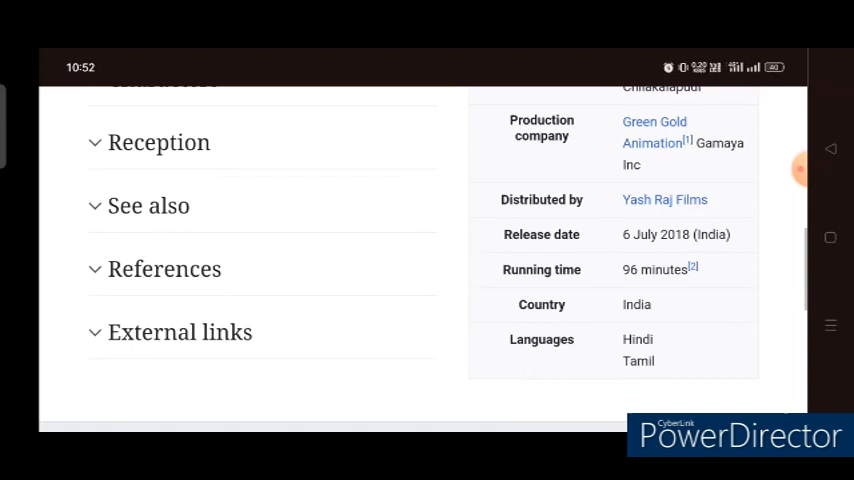 10:52
Chilakalapudi
Production company
Green Gold Animation[1] Gamaya Inc
Reception
Distributed by
Yash Raj Films
See also
Release date
6 July 2018 (India)
References
Running time
96 minutes[2]
Country
India
External links
Languages
Hindi
Tamil
CyberLink
PowerDirector